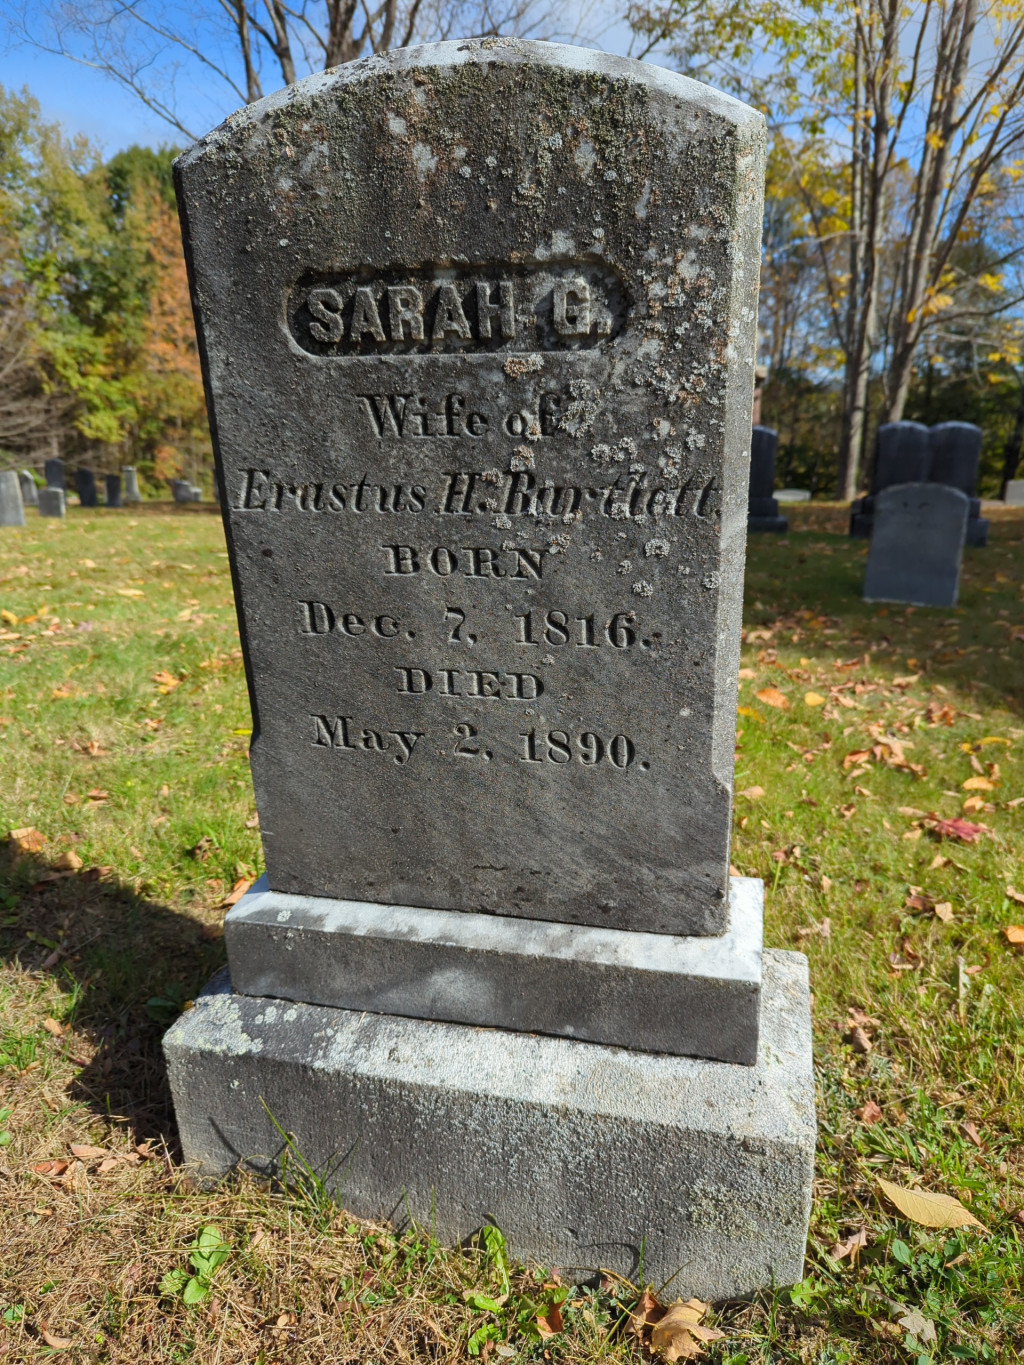 SARAH G.
Wife of
Erastus H. Bartlett.
BORN
Dec. 7, 1816.
DIED
May 2, 1890.